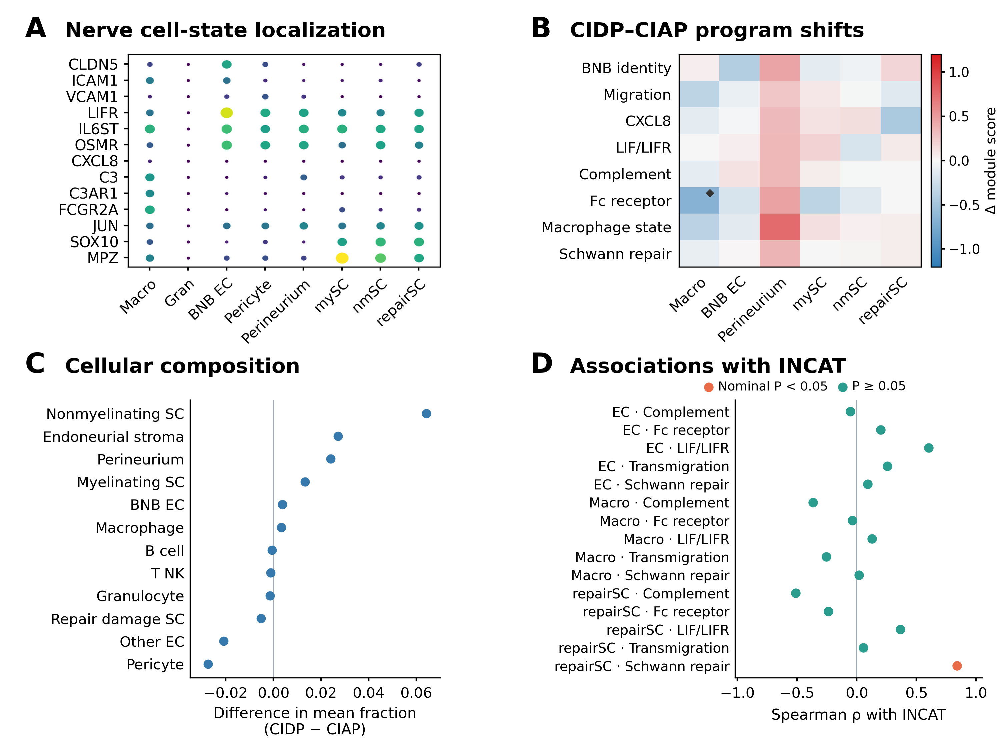 A Nerve cell-state localization
CLDN5
ICAM1
VCAM1
LIFR
IL6ST
OSMR
CXCL8
C3
C3AR1
FCGR2A
JUN
SOX10
MPZ
Macro
Gran
BNB EC
Pericyte
Perineurium
mySC
nmSC
repairSC
B CIDP–CIAP program shifts
BNB identity
Migration
CXCL8
LIF/LIFR
Complement
Fc receptor
Macrophage state
Schwann repair
Macro
BNB EC
Perineurium
mySC
nmSC
repairSC
1.0
0.5
0.0
−0.5
−1.0
Δ module score
C Cellular composition
Nonmyelinating SC
Endoneurial stroma
Perineurium
Myelinating SC
BNB EC
Macrophage
B cell
T NK
Granulocyte
Repair damage SC
Other EC
Pericyte
−0.02 0.00 0.02 0.04 0.06
Difference in mean fraction
(CIDP − CIAP)
D Associations with INCAT
Nominal P < 0.05 P ≥ 0.05
EC · Complement
EC · Fc receptor
EC · LIF/LIFR
EC · Transmigration
EC · Schwann repair
Macro · Complement
Macro · Fc receptor
Macro · LIF/LIFR
Macro · Transmigration
Macro · Schwann repair
repairSC · Complement
repairSC · Fc receptor
repairSC · LIF/LIFR
repairSC · Transmigration
repairSC · Schwann repair
−1.0 −0.5 0.0 0.5 1.0
Spearman ρ with INCAT